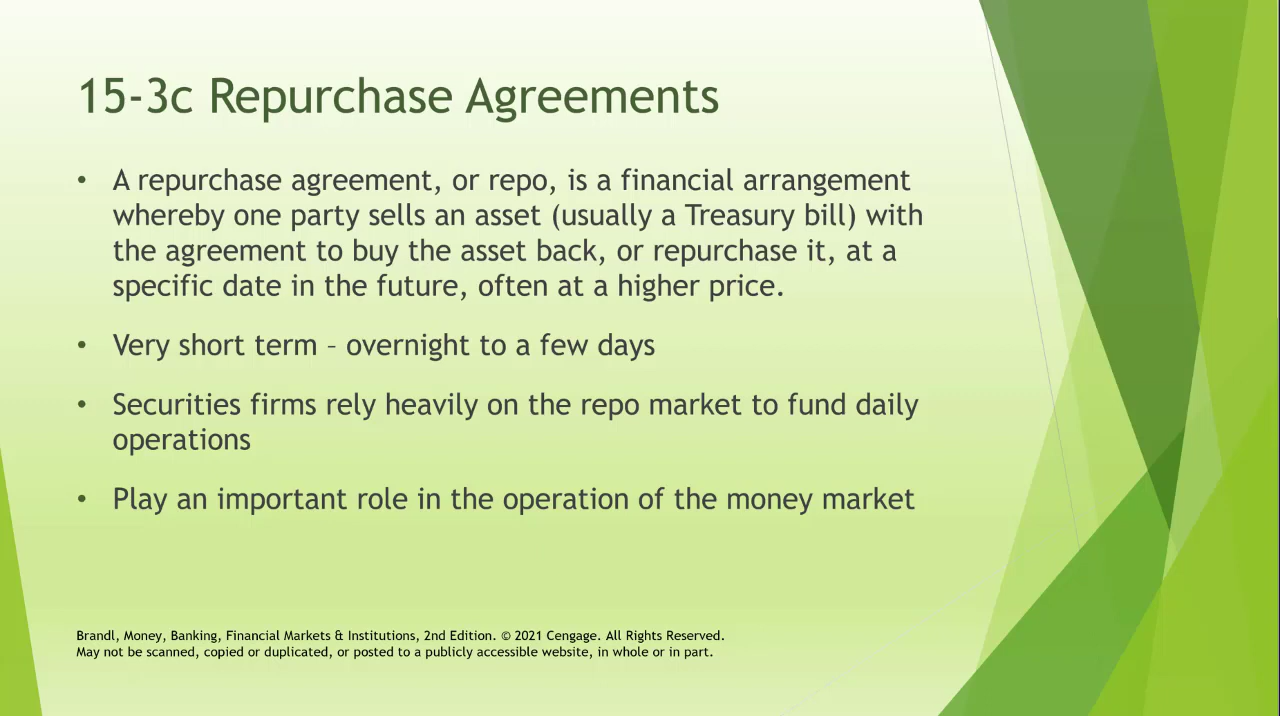 15-3c Repurchase Agreements
• A repurchase agreement, or repo, is a financial arrangement
whereby one party sells an asset (usually a Treasury bill) with
the agreement to buy the asset back, or repurchase it, at a
specific date in the future, often at a higher price.
• Very short term – overnight to a few days
• Securities firms rely heavily on the repo market to fund daily
operations
• Play an important role in the operation of the money market
Brandl, Money, Banking, Financial Markets & Institutions, 2nd Edition. © 2021 Cengage. All Rights Reserved.
May not be scanned, copied or duplicated, or posted to a publicly accessible website, in whole or in part.